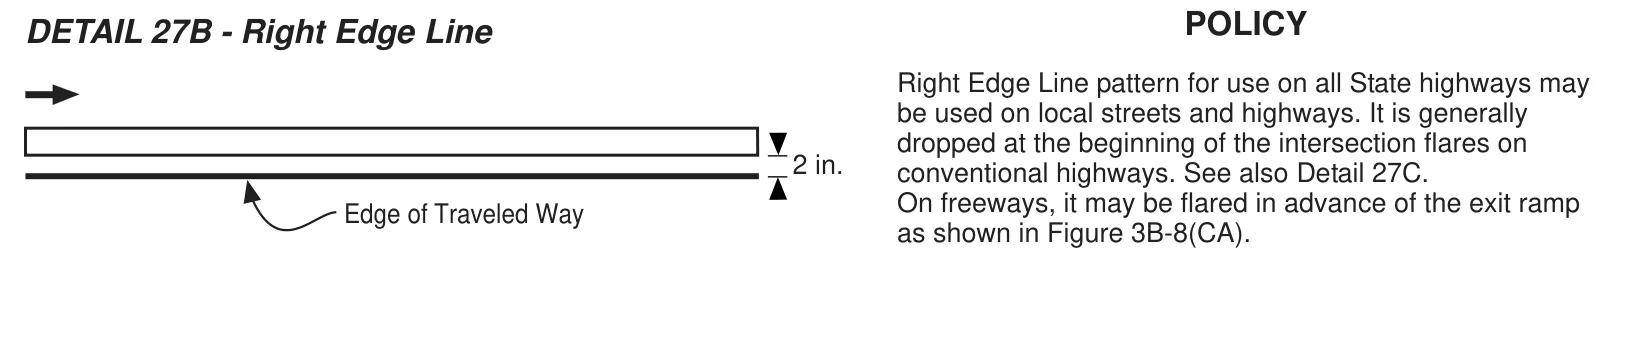 DETAIL 27B - Right Edge Line
2 in.
Edge of Traveled Way
POLICY
Right Edge Line pattern for use on all State highways may
be used on local streets and highways. It is generally
dropped at the beginning of the intersection flares on
conventional highways. See also Detail 27C.
On freeways, it may be flared in advance of the exit ramp
as shown in Figure 3B-8(CA).